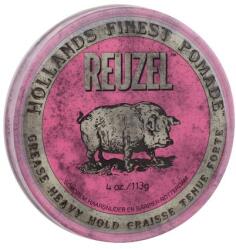 HOLLANDS FINEST POMADE
REUZEL
4 oz./113g
GREASE HEAVY HOLD GRAISSE TENUE FORTE